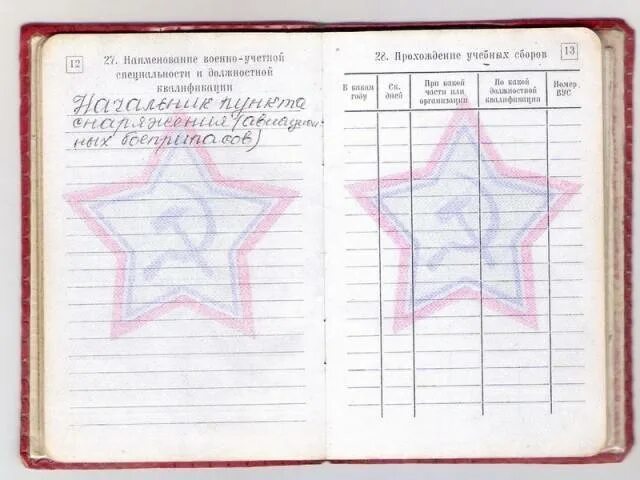 12
27. Наименование военно-учетной
специальности и должностной
квалификации
Начальник пункта
снаряжения (авиацион-
ных боеприпасов)
28. Прохождение учебных сборов
13
В каком году
Ск. дней
При какой части или организации
По какой должностной квалификации
Номер ВУС